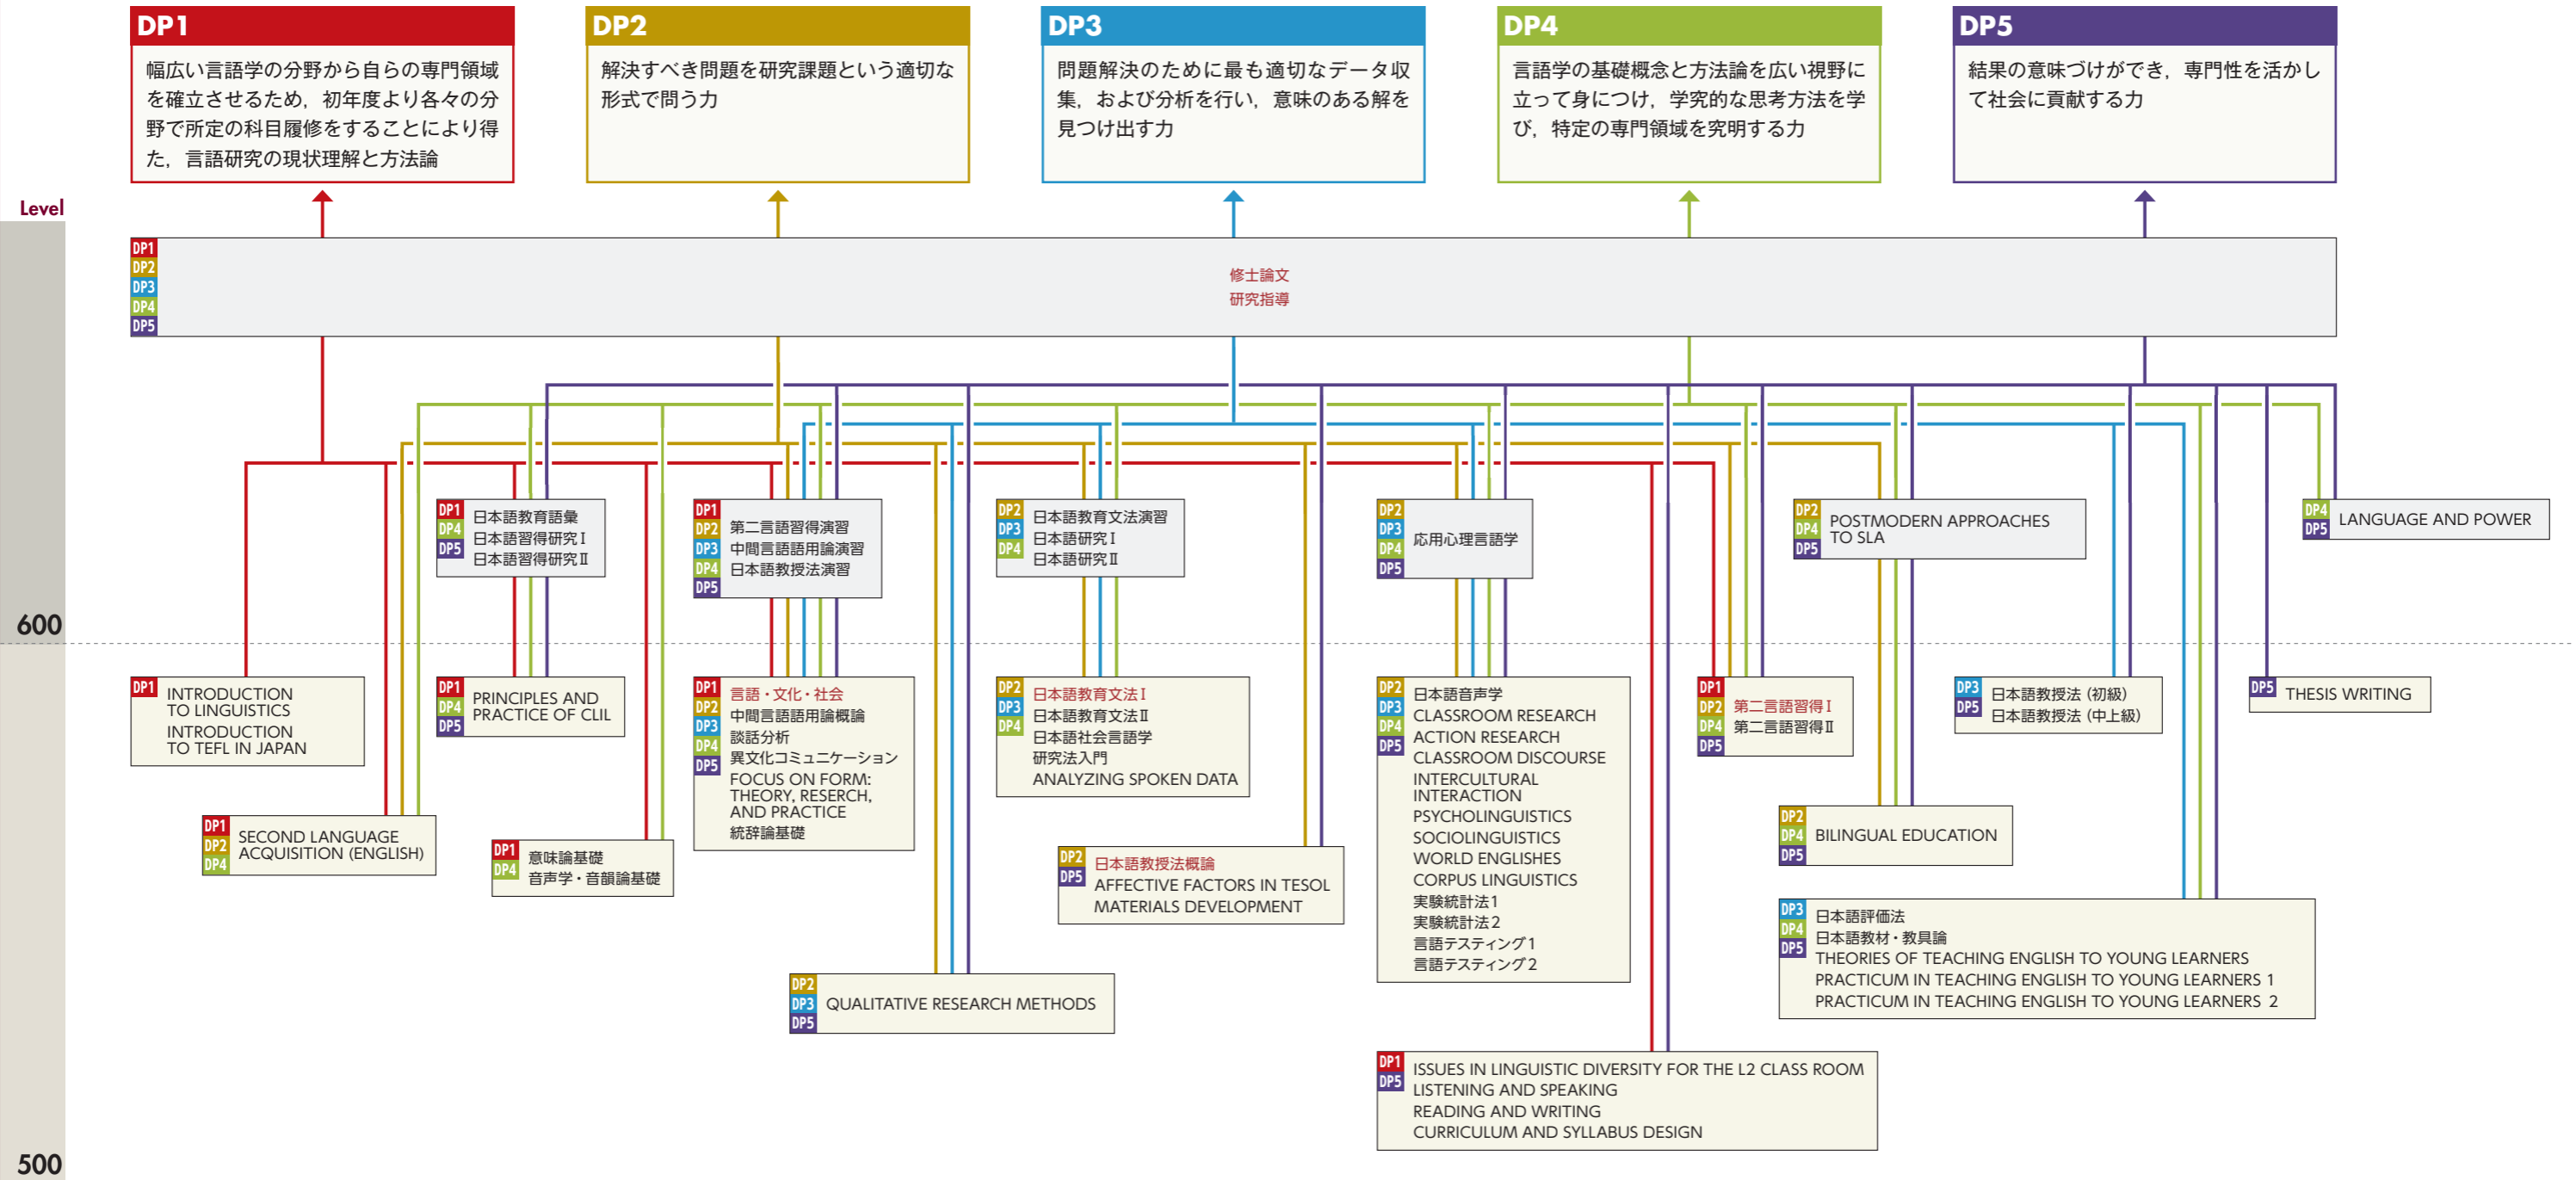 DP1
幅広い言語学の分野から自らの専門領域
を確立させるため，初年度より各々の分
野で所定の科目履修をすることにより得
た，言語研究の現状理解と方法論
DP2
解決すべき問題を研究課題という適切な
形式で問う力
DP3
問題解決のために最も適切なデータ収
集，および分析を行い，意味のある解を
見つけ出す力
DP4
言語学の基礎概念と方法論を広い視野に
立って身につけ，学究的な思考方法を学
び，特定の専門領域を究明する力
DP5
結果の意味づけができ，専門性を活かし
て社会に貢献する力
Level
DP1
DP2
DP3
DP4
DP5
修士論文
研究指導
DP1
DP4
DP5
日本語教育語彙
日本語習得研究Ⅰ
日本語習得研究Ⅱ
DP1
DP2
DP3
DP4
DP5
第二言語習得演習
中間言語語用論演習
日本語教授法演習
DP2
DP3
DP4
日本語教育文法演習
日本語研究Ⅰ
日本語研究Ⅱ
DP2
DP3
DP4
DP5
応用心理言語学
DP2
DP4
DP5
POSTMODERN APPROACHES
TO SLA
DP4
DP5
LANGUAGE AND POWER
600
DP1
INTRODUCTION
TO LINGUISTICS
INTRODUCTION
TO TEFL IN JAPAN
DP1
DP4
DP5
PRINCIPLES AND
PRACTICE OF CLIL
DP1
DP2
DP3
DP4
DP5
言語・文化・社会
中間言語語用論概論
談話分析
異文化コミュニケーション
FOCUS ON FORM:
THEORY, RESERCH,
AND PRACTICE
統辞論基礎
DP2
DP3
DP4
日本語教育文法Ⅰ
日本語教育文法Ⅱ
日本語社会言語学
研究法入門
ANALYZING SPOKEN DATA
DP2
DP3
DP4
DP5
日本語音声学
CLASSROOM RESEARCH
ACTION RESEARCH
CLASSROOM DISCOURSE
INTERCULTURAL
INTERACTION
PSYCHOLINGUISTICS
SOCIOLINGUISTICS
WORLD ENGLISHES
CORPUS LINGUISTICS
実験統計法1
実験統計法2
言語テスティング1
言語テスティング2
DP1
DP2
DP4
DP5
第二言語習得Ⅰ
第二言語習得Ⅱ
DP3
DP5
日本語教授法（初級）
日本語教授法（中上級）
DP5
THESIS WRITING
DP1
DP2
DP4
SECOND LANGUAGE
ACQUISITION (ENGLISH)
DP1
DP4
意味論基礎
音声学・音韻論基礎
DP2
DP5
日本語教授法概論
AFFECTIVE FACTORS IN TESOL
MATERIALS DEVELOPMENT
DP2
DP4
DP5
BILINGUAL EDUCATION
DP3
DP4
DP5
日本語評価法
日本語教材・教具論
THEORIES OF TEACHING ENGLISH TO YOUNG LEARNERS
PRACTICUM IN TEACHING ENGLISH TO YOUNG LEARNERS 1
PRACTICUM IN TEACHING ENGLISH TO YOUNG LEARNERS 2
DP2
DP3
DP5
QUALITATIVE RESEARCH METHODS
DP1
DP5
ISSUES IN LINGUISTIC DIVERSITY FOR THE L2 CLASS ROOM
LISTENING AND SPEAKING
READING AND WRITING
CURRICULUM AND SYLLABUS DESIGN
500